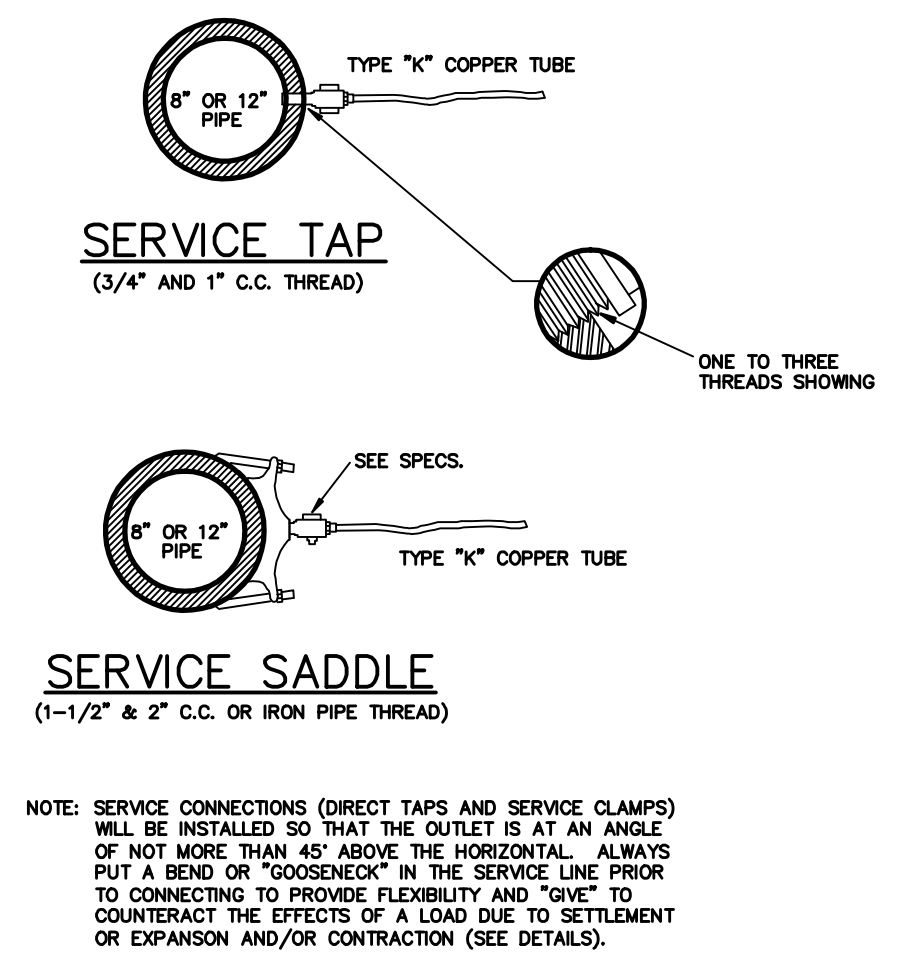 TYPE "K" COPPER TUBE
8" OR 12"
PIPE
SERVICE TAP
(3/4" AND 1" C.C. THREAD)
ONE TO THREE
THREADS SHOWING
SEE SPECS.
8" OR 12"
PIPE
TYPE "K" COPPER TUBE
SERVICE SADDLE
(1-1/2" & 2" C.C. OR IRON PIPE THREAD)
NOTE: SERVICE CONNECTIONS (DIRECT TAPS AND SERVICE CLAMPS)
WILL BE INSTALLED SO THAT THE OUTLET IS AT AN ANGLE
OF NOT MORE THAN 45° ABOVE THE HORIZONTAL. ALWAYS
PUT A BEND OR "GOOSENECK" IN THE SERVICE LINE PRIOR
TO CONNECTING TO PROVIDE FLEXIBILITY AND "GIVE" TO
COUNTERACT THE EFFECTS OF A LOAD DUE TO SETTLEMENT
OR EXPANSON AND/OR CONTRACTION (SEE DETAILS).